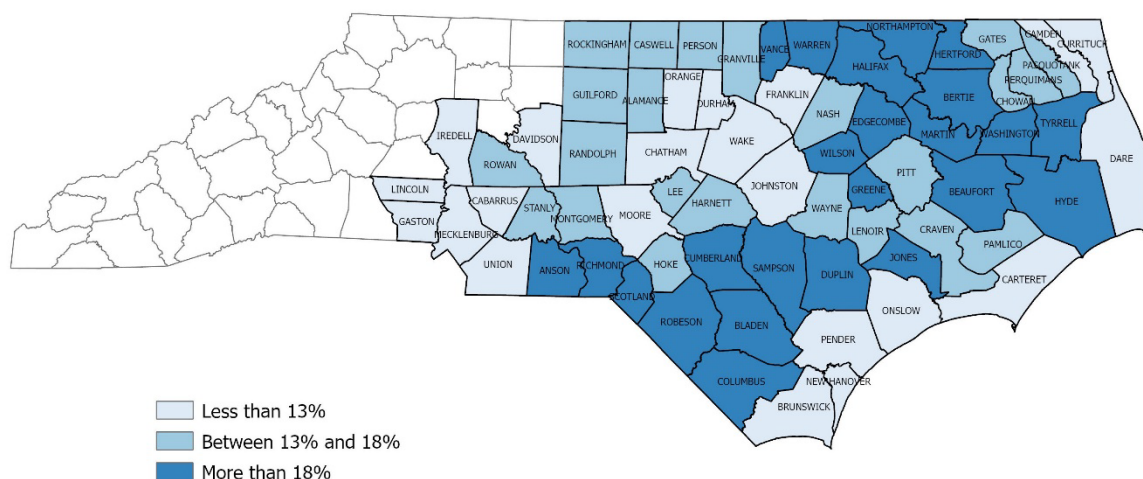 NORTHAMPTON
ROCKINGHAM
CASWELL
PERSON
GRANVILLE
VANCE
WARREN
GATES
CAMDEN
CURRITUCK
HERTFORD
HALIFAX
PASQUOTANK
PERQUIMANS
ORANGE
GUILFORD
ALAMANCE
DURHAM
FRANKLIN
BERTIE
CHOWAN
NASH
EDGECOMBE
MARTIN
WASHINGTON
TYRRELL
IREDELL
DAVIDSON
WAKE
WILSON
DARE
ROWAN
RANDOLPH
CHATHAM
PITT
JOHNSTON
GREENE
BEAUFORT
LINCOLN
CABARRUS
STANLY
LEE
HARNETT
WAYNE
HYDE
GASTON
MECKLENBURG
MONTGOMERY
MOORE
LENOIR
CRAVEN
PAMLICO
UNION
ANSON
RICHMOND
HOKE
CUMBERLAND
SAMPSON
DUPLIN
JONES
CARTERET
SCOTLAND
ONSLOW
ROBESON
BLADEN
PENDER
COLUMBUS
NEW HANOVER
BRUNSWICK
Less than 13%
Between 13% and 18%
More than 18%